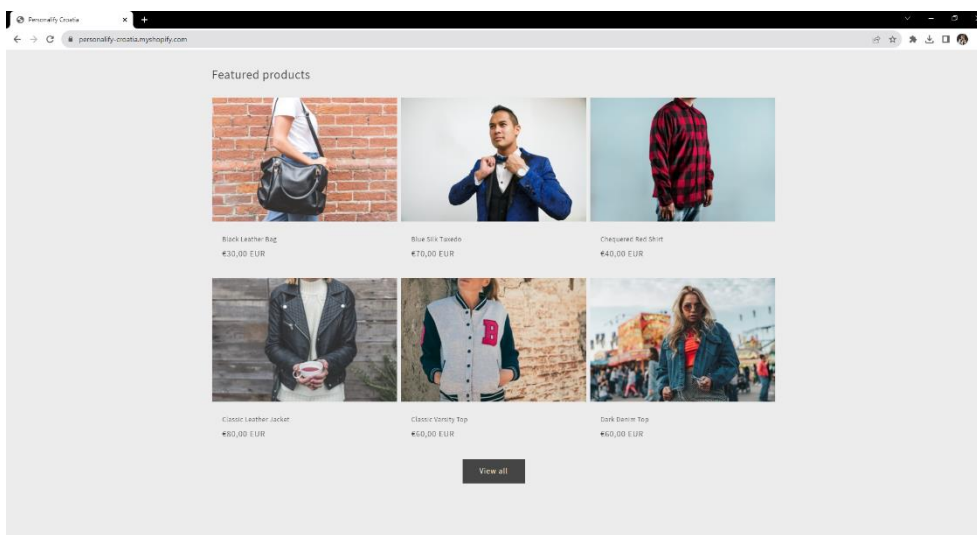 Personalify Croatia
personalify-croatia.myshopify.com
Featured products
Black Leather Bag
€30,00 EUR
Blue Silk Tuxedo
€70,00 EUR
Chequered Red Shirt
€40,00 EUR
B
Classic Leather Jacket
€80,00 EUR
Classic Varsity Top
€60,00 EUR
Dark Denim Top
€60,00 EUR
View all